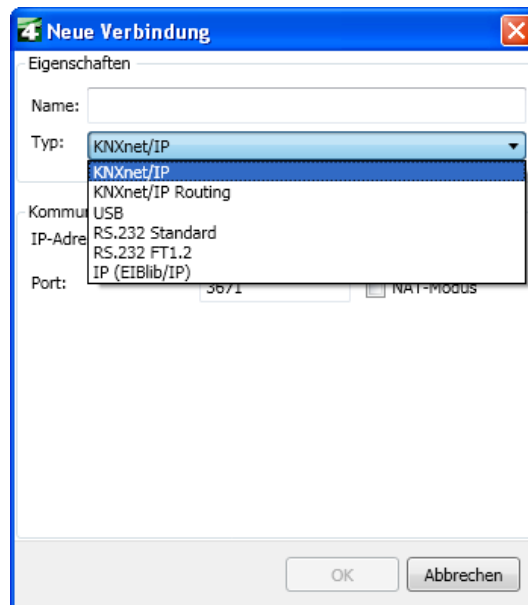 4 Neue Verbindung
Eigenschaften
Name:
Typ: KNXnet/IP
KNXnet/IP
KNXnet/IP Routing
USB
RS.232 Standard
RS.232 FT1.2
IP (EIBlib/IP)
Port: 3671 NAT-Modus
OK Abbrechen